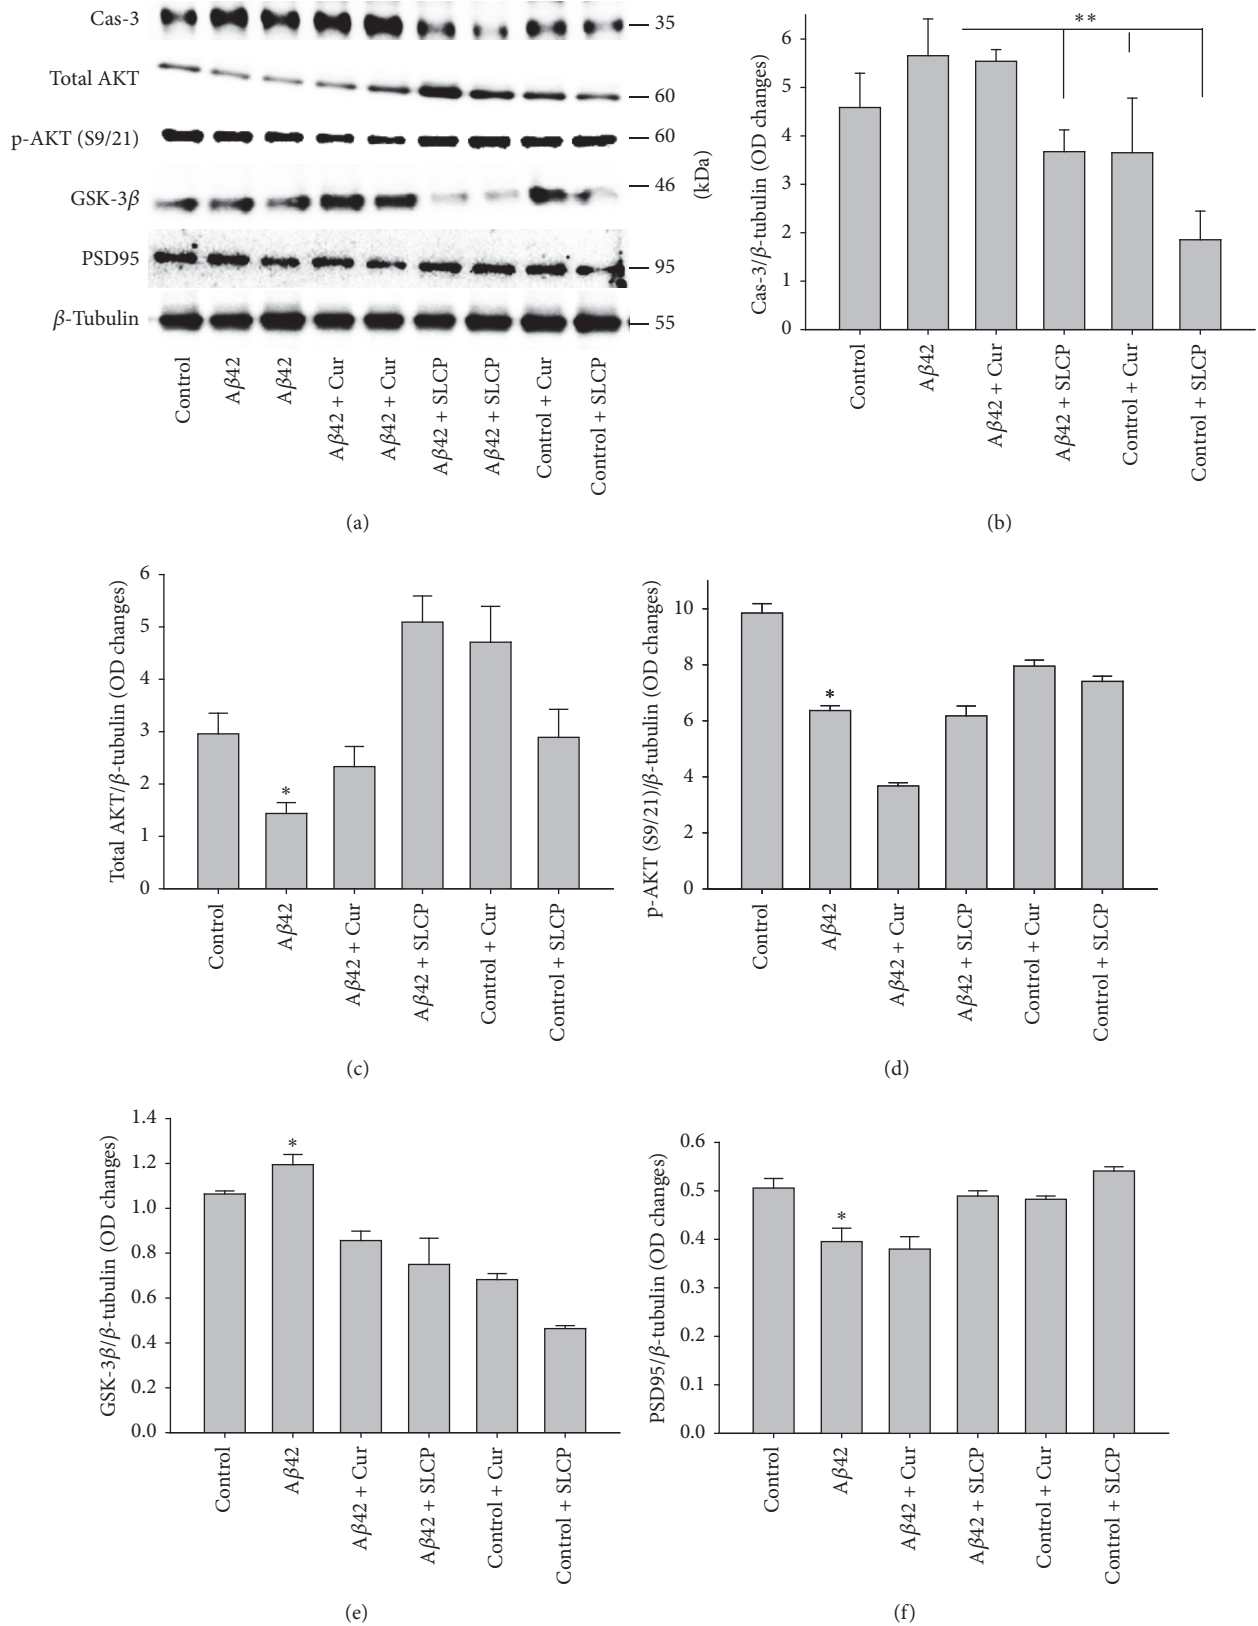 Cas-3
Total AKT
p-AKT (S9/21)
GSK-3β
PSD95
β-Tubulin
35
60
60
46
95
55
(kDa)
Control
Aβ42
Aβ42
Aβ42 + Cur
Aβ42 + Cur
Aβ42 + SLCP
Aβ42 + SLCP
Control + Cur
Control + SLCP
(a)
Cas-3/β-tubulin (OD changes)
6
5
4
3
2
1
0
**
Control
Aβ42
Aβ42 + Cur
Aβ42 + SLCP
Control + Cur
Control + SLCP
(b)
Total AKT/β-tubulin (OD changes)
6
5
4
3
2
1
0
*
Control
Aβ42
Aβ42 + Cur
Aβ42 + SLCP
Control + Cur
Control + SLCP
(c)
p-AKT (S9/21)/β-tubulin (OD changes)
10
8
6
4
2
0
*
Control
Aβ42
Aβ42 + Cur
Aβ42 + SLCP
Control + Cur
Control + SLCP
(d)
GSK-3β/β-tubulin (OD changes)
1.4
1.2
1.0
0.8
0.6
0.4
0.2
0.0
*
Control
Aβ42
Aβ42 + Cur
Aβ42 + SLCP
Control + Cur
Control + SLCP
(e)
PSD95/β-tubulin (OD changes)
0.6
0.5
0.4
0.3
0.2
0.1
0.0
*
Control
Aβ42
Aβ42 + Cur
Aβ42 + SLCP
Control + Cur
Control + SLCP
(f)